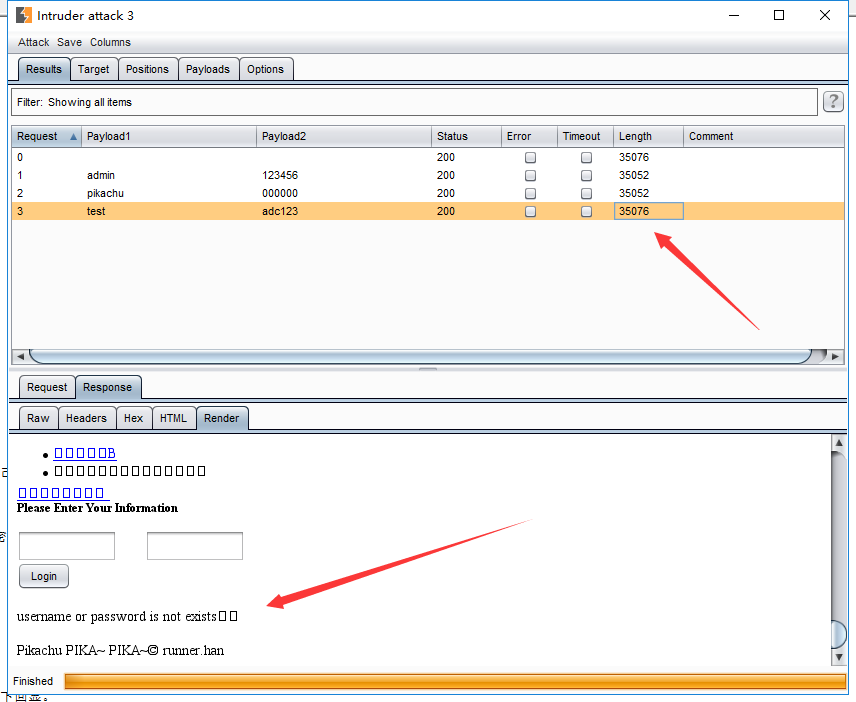 Intruder attack 3
Attack Save Columns
Results Target Positions Payloads Options
Filter: Showing all items ?
Request Payload1 Payload2 Status Error Timeout Length Comment
0 200 35076
1 admin 123456 200 35052
2 pikachu 000000 200 35052
3 test adc123 200 35076
Request Response
Raw Headers Hex HTML Render
□□□□□B
□□□□□□□□□□□□□□
□□□□□□□□
Please Enter Your Information
Login
username or password is not exists□□
Pikachu PIKA~ PIKA~© runner.han
Finished